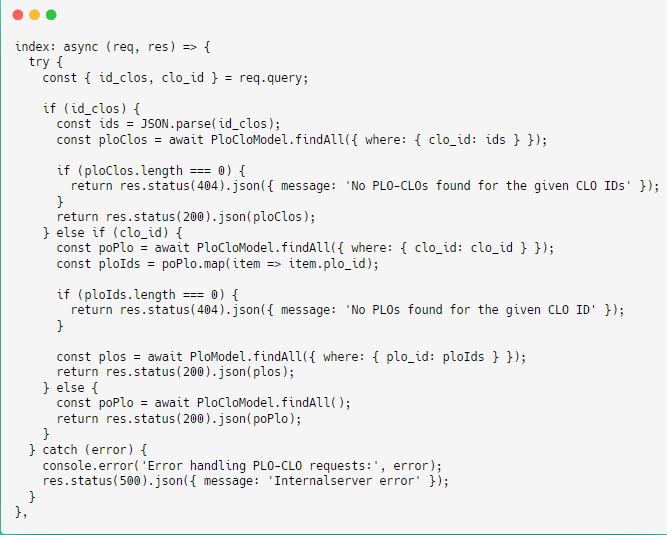 index: async (req, res) => {
  try {
    const { id_clos, clo_id } = req.query;

    if (id_clos) {
      const ids = JSON.parse(id_clos);
      const ploClos = await PloCloModel.findAll({ where: { clo_id: ids } });

      if (ploClos.length === 0) {
        return res.status(404).json({ message: 'No PLO-CLOs found for the given CLO IDs' });
      }
      return res.status(200).json(ploClos);
    } else if (clo_id) {
      const poPlo = await PloCloModel.findAll({ where: { clo_id: clo_id } });
      const ploIds = poPlo.map(item => item.plo_id);

      if (ploIds.length === 0) {
        return res.status(404).json({ message: 'No PLOs found for the given CLO ID' });
      }

      const plos = await PloModel.findAll({ where: { plo_id: ploIds } });
      return res.status(200).json(plos);
    } else {
      const poPlo = await PloCloModel.findAll();
      return res.status(200).json(poPlo);
    }
  } catch (error) {
    console.error('Error handling PLO-CLO requests:', error);
    res.status(500).json({ message: 'Internalserver error' });
  }
},